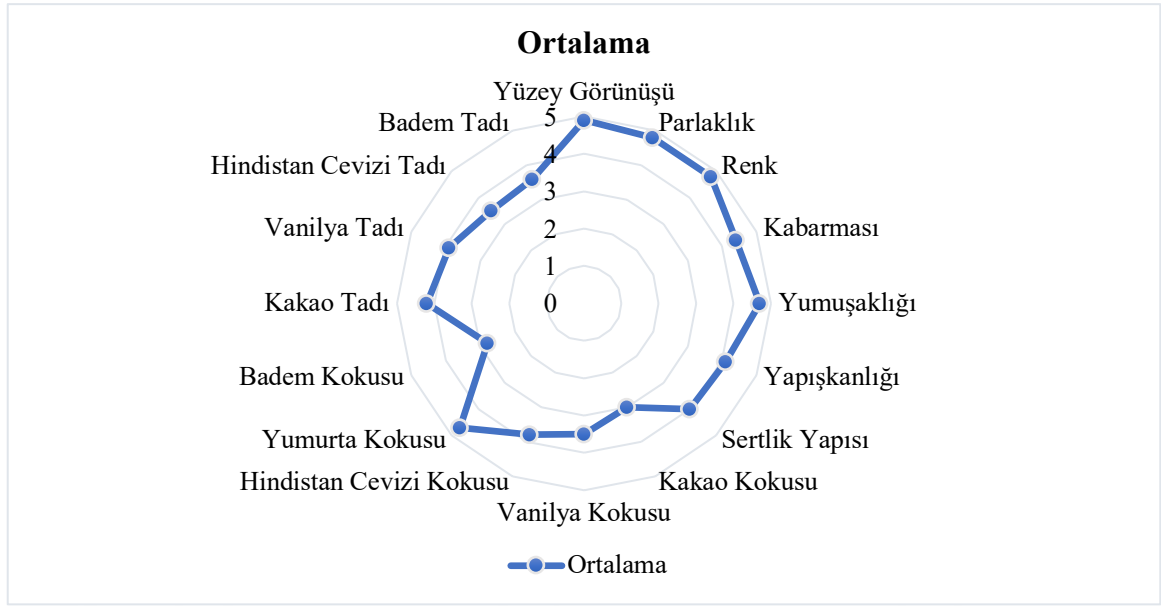 Ortalama
Yüzey Görünüşü
Badem Tadı
5
Parlaklık
Hindistan Cevizi Tadı
4
Renk
3
Vanilya Tadı
2
Kabarması
1
Kakao Tadı
0
Yumuşaklığı
Badem Kokusu
Yapışkanlığı
Yumurta Kokusu
Sertlik Yapısı
Hindistan Cevizi Kokusu
Kakao Kokusu
Vanilya Kokusu
Ortalama